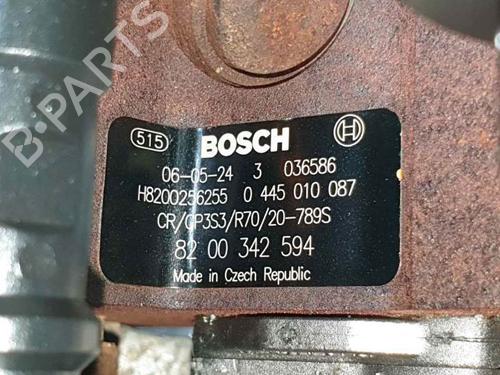 B-PARTS
515 BOSCH
06-05-24 3 036586
H8200256255 0 445 010 087
CR/CP3S3/R70/20-789S
82 00 342 594
Made in Czech Republic